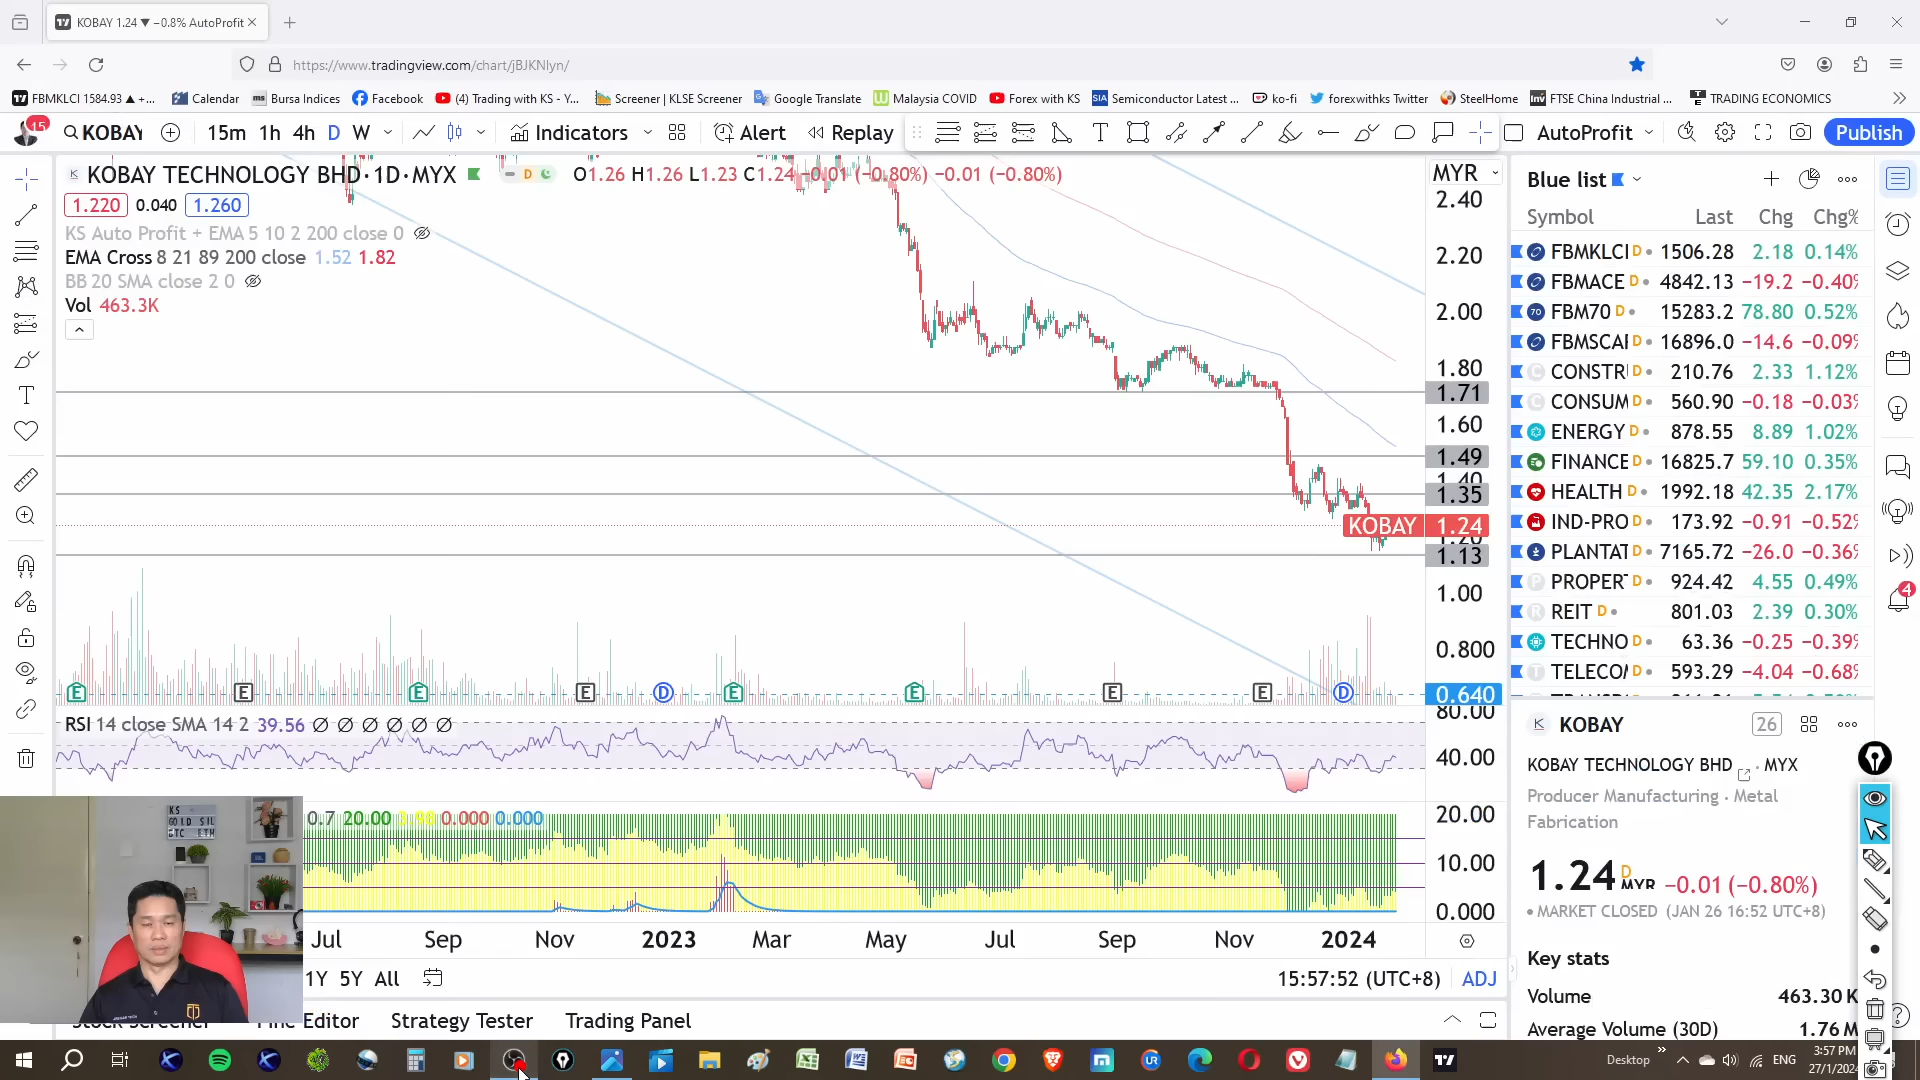 KOBAY 1.24 ▼ −0.8% AutoProfit
https://www.tradingview.com/chart/jBJKNlyn/
FBMKLCI 1584.93 ▲ +... Calendar Bursa Indices Facebook (4) Trading with KS - Y... Screener | KLSE Screener Google Translate Malaysia COVID Forex with KS Semiconductor Latest ... ko-fi forexwithks Twitter SteelHome FTSE China Industrial ... TRADING ECONOMICS
15 KOBAY 15m 1h 4h D W Indicators Alert Replay AutoProfit Publish
KOBAY TECHNOLOGY BHD · 1D · MYX D O1.26 H1.26 L1.23 C1.24 −0.01 (−0.80%) −0.01 (−0.80%)
1.220 0.040 1.260
KS Auto Profit + EMA 5 10 2 200 close 0
EMA Cross 8 21 89 200 close 1.52 1.82
BB 20 SMA close 2 0
Vol 463.3K
MYR
2.40
2.20
2.00
1.80
1.71
1.60
1.49
1.40
1.35
KOBAY 1.24
1.20
1.13
1.00
0.800
0.640
E E E E D E E E E D
RSI 14 close SMA 14 2 39.56 ∅ ∅ ∅ ∅ ∅ ∅
80.00
40.00
0.7 20.00 3.98 0.000 0.000
20.00
10.00
0.000
Jul Sep Nov 2023 Mar May Jul Sep Nov 2024
1Y 5Y All 15:57:52 (UTC+8) ADJ
Editor Strategy Tester Trading Panel
Blue list
Symbol Last Chg Chg%
FBMKLCI D 1506.28 2.18 0.14%
FBMACE D 4842.13 −19.2 −0.40%
FBM70 D 15283.2 78.80 0.52%
FBMSCA D 16896.0 −14.6 −0.09%
CONSTR D 210.76 2.33 1.12%
CONSUM D 560.90 −0.18 −0.03%
ENERGY D 878.55 8.89 1.02%
FINANCE D 16825.7 59.10 0.35%
HEALTH D 1992.18 42.35 2.17%
IND-PRO D 173.92 −0.91 −0.52%
PLANTAT D 7165.72 −26.0 −0.36%
PROPER D 924.42 4.55 0.49%
REIT D 801.03 2.39 0.30%
TECHNO D 63.36 −0.25 −0.39%
TELECO D 593.29 −4.04 −0.68%
4
KOBAY 26
KOBAY TECHNOLOGY BHD · MYX
Producer Manufacturing · Metal
Fabrication
1.24 D MYR −0.01 (−0.80%)
MARKET CLOSED (JAN 26 16:52 UTC+8)
Key stats
Volume 463.30 K
Average Volume (30D) 1.76 M
KS
GOLD SIL
BTC ETH
Desktop ENG 3:57 PM
27/1/2024